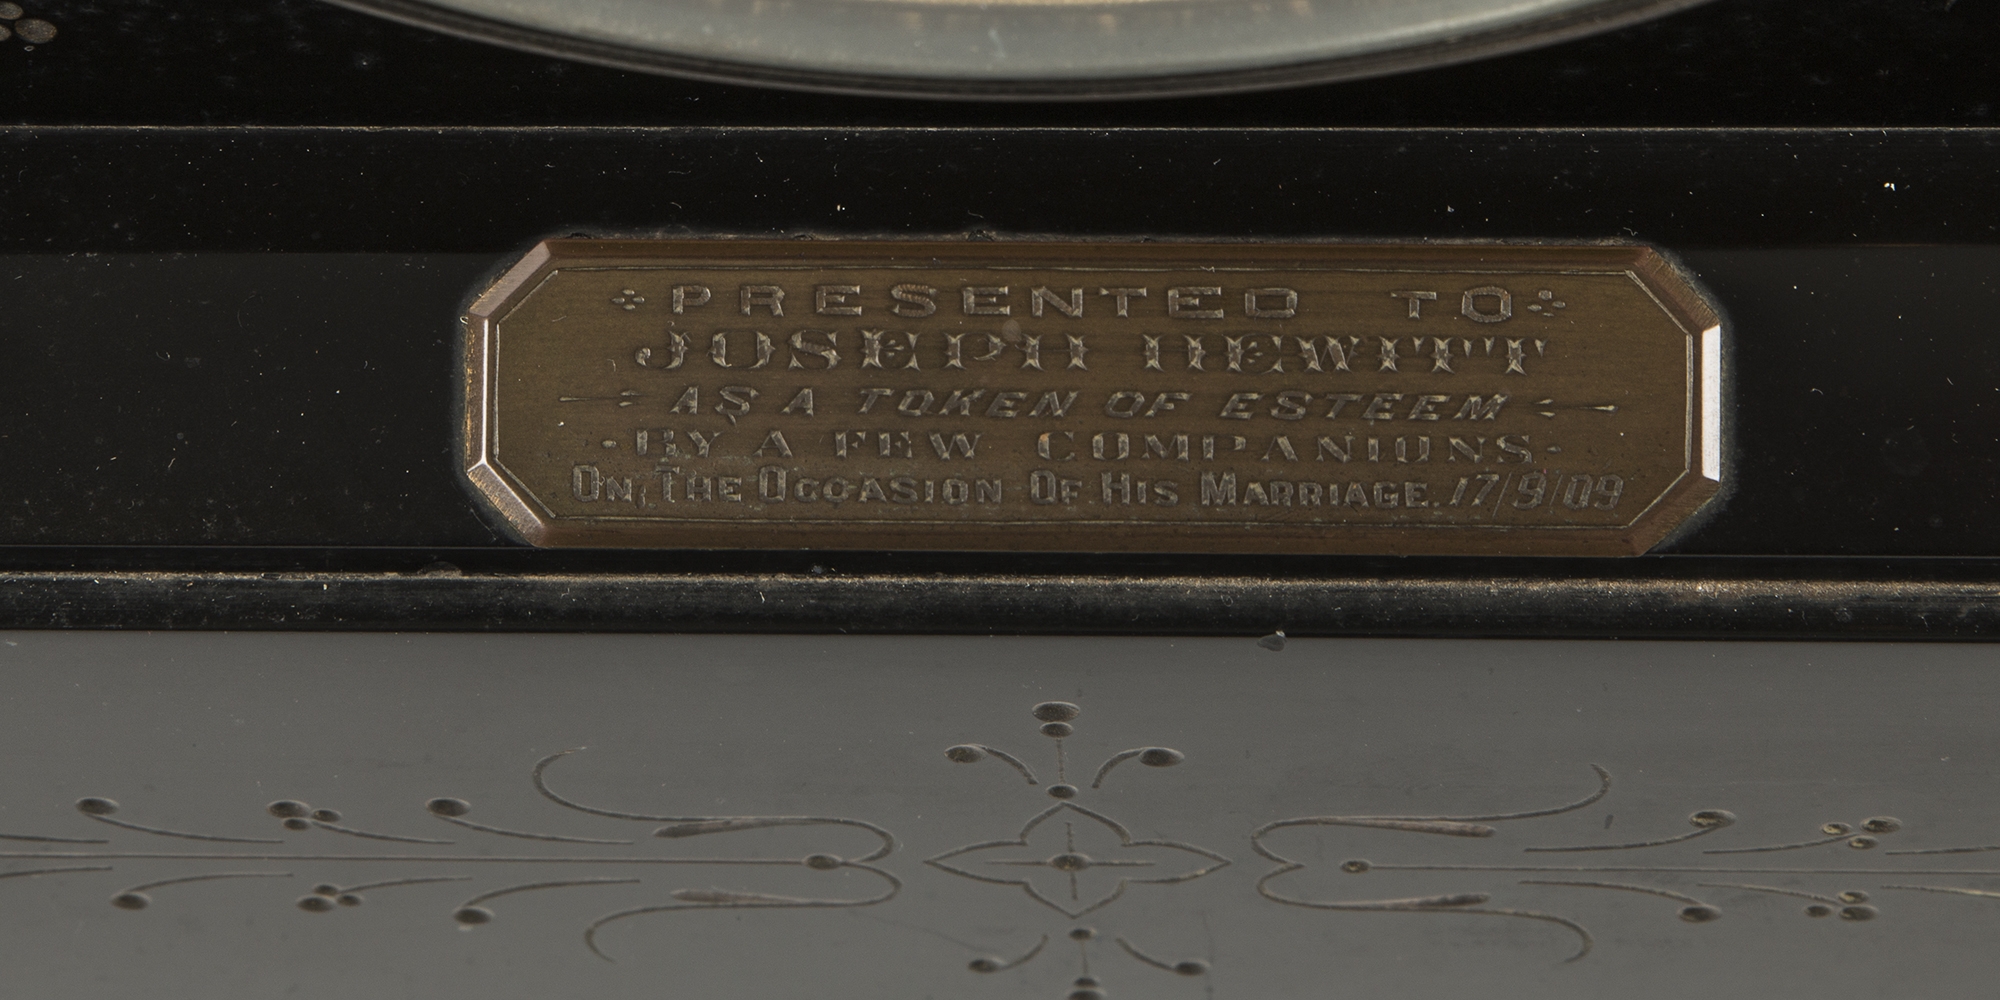 PRESENTED TO
JOSEPH HEWITT
AS A TOKEN OF ESTEEM
BY A FEW COMPANIONS
ON THE OCCASION OF HIS MARRIAGE. 17/9/09